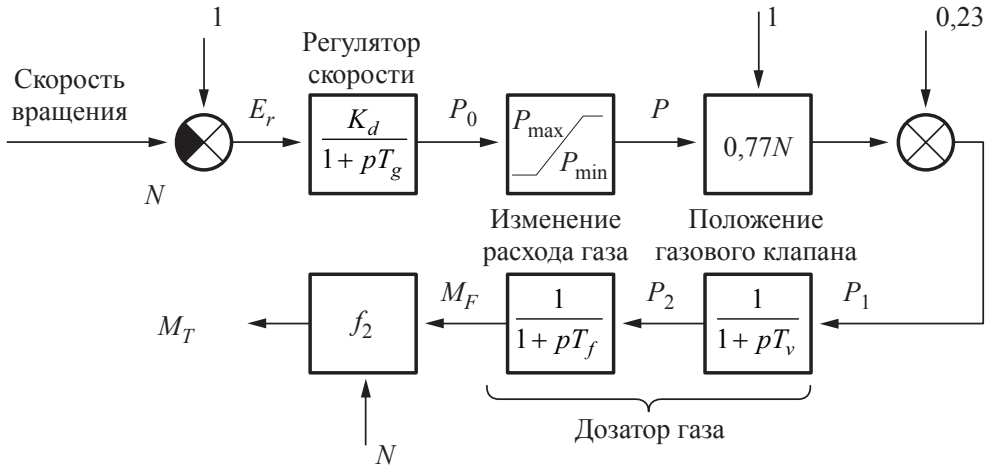 1
1
0,23
Скорость
вращения
Регулятор
скорости
N
E_r
K_d
1 + pT_g
P_0
P_max
P_min
P
0,77N
Изменение
расхода газа
Положение
газового клапана
M_T
f_2
M_F
1
1 + pT_f
P_2
1
1 + pT_v
P_1
N
Дозатор газа